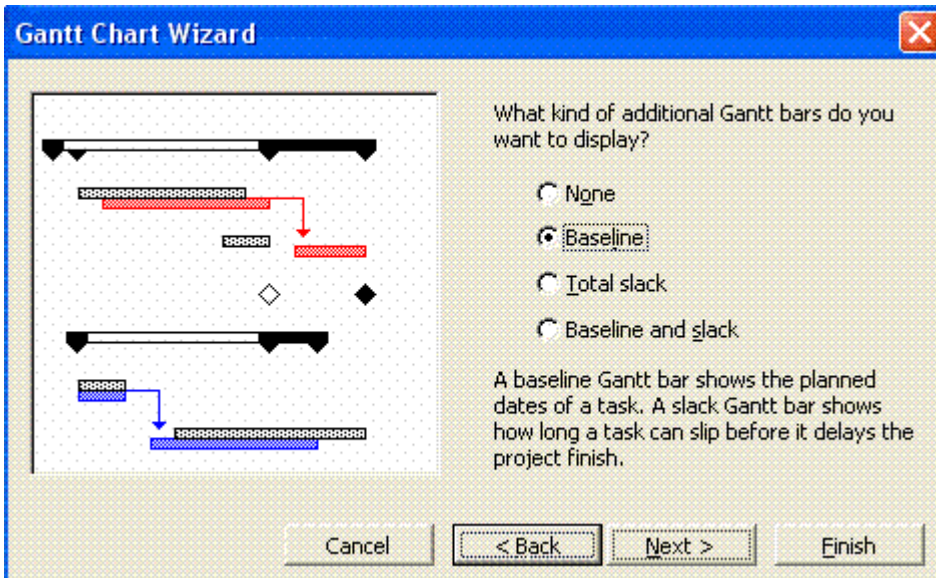 Gantt Chart Wizard
What kind of additional Gantt bars do you
want to display?
None
Baseline
Total slack
Baseline and slack
A baseline Gantt bar shows the planned
dates of a task. A slack Gantt bar shows
how long a task can slip before it delays the
project finish.
Cancel
< Back
Next >
Finish